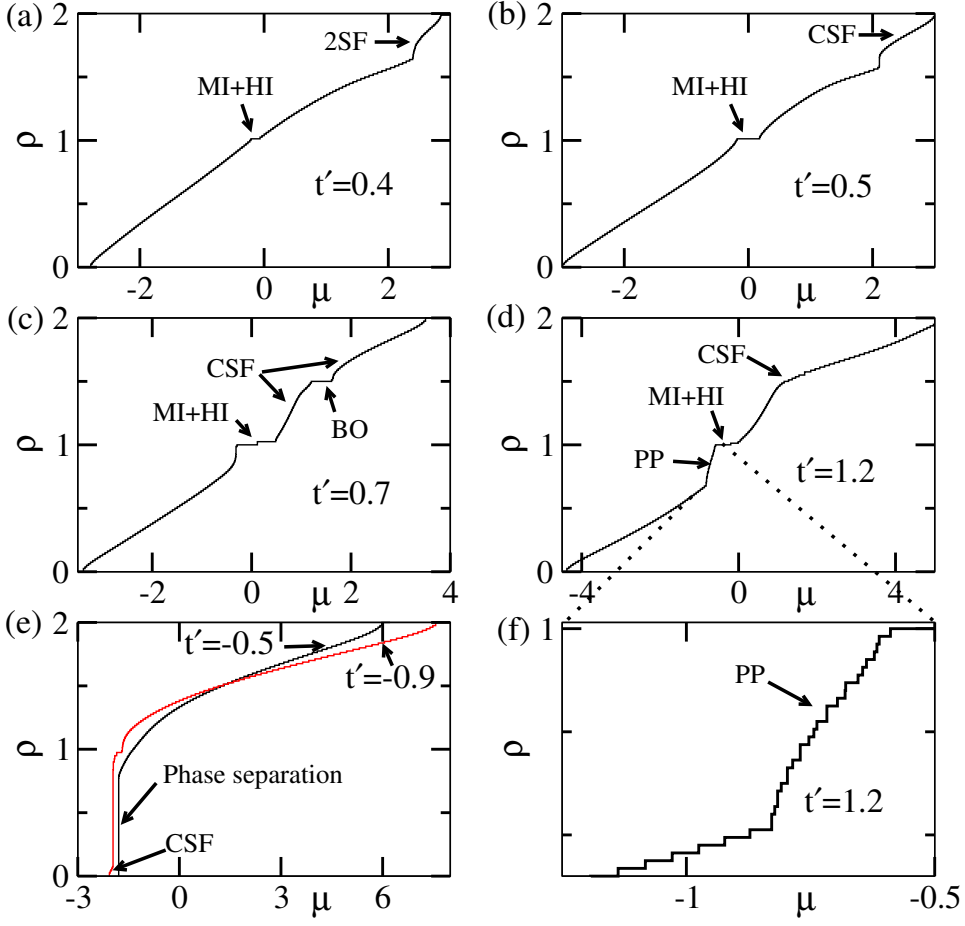 (a)
2
2SF
MI+HI
ρ
1
t′=0.4
0
-2
0
μ
2
(b)
2
CSF
MI+HI
ρ
1
t′=0.5
0
-2
0
μ
2
(c)
2
CSF
MI+HI
BO
ρ
1
t′=0.7
0
-2
0
μ
2
4
(d)
2
CSF
MI+HI
PP
ρ
1
t′=1.2
0
-4
0
μ
4
(e)
2
t′=-0.5
t′=-0.9
ρ
1
Phase separation
CSF
0
-3
0
3
μ
6
(f)
1
PP
ρ
t′=1.2
0
-1
μ
-0.5